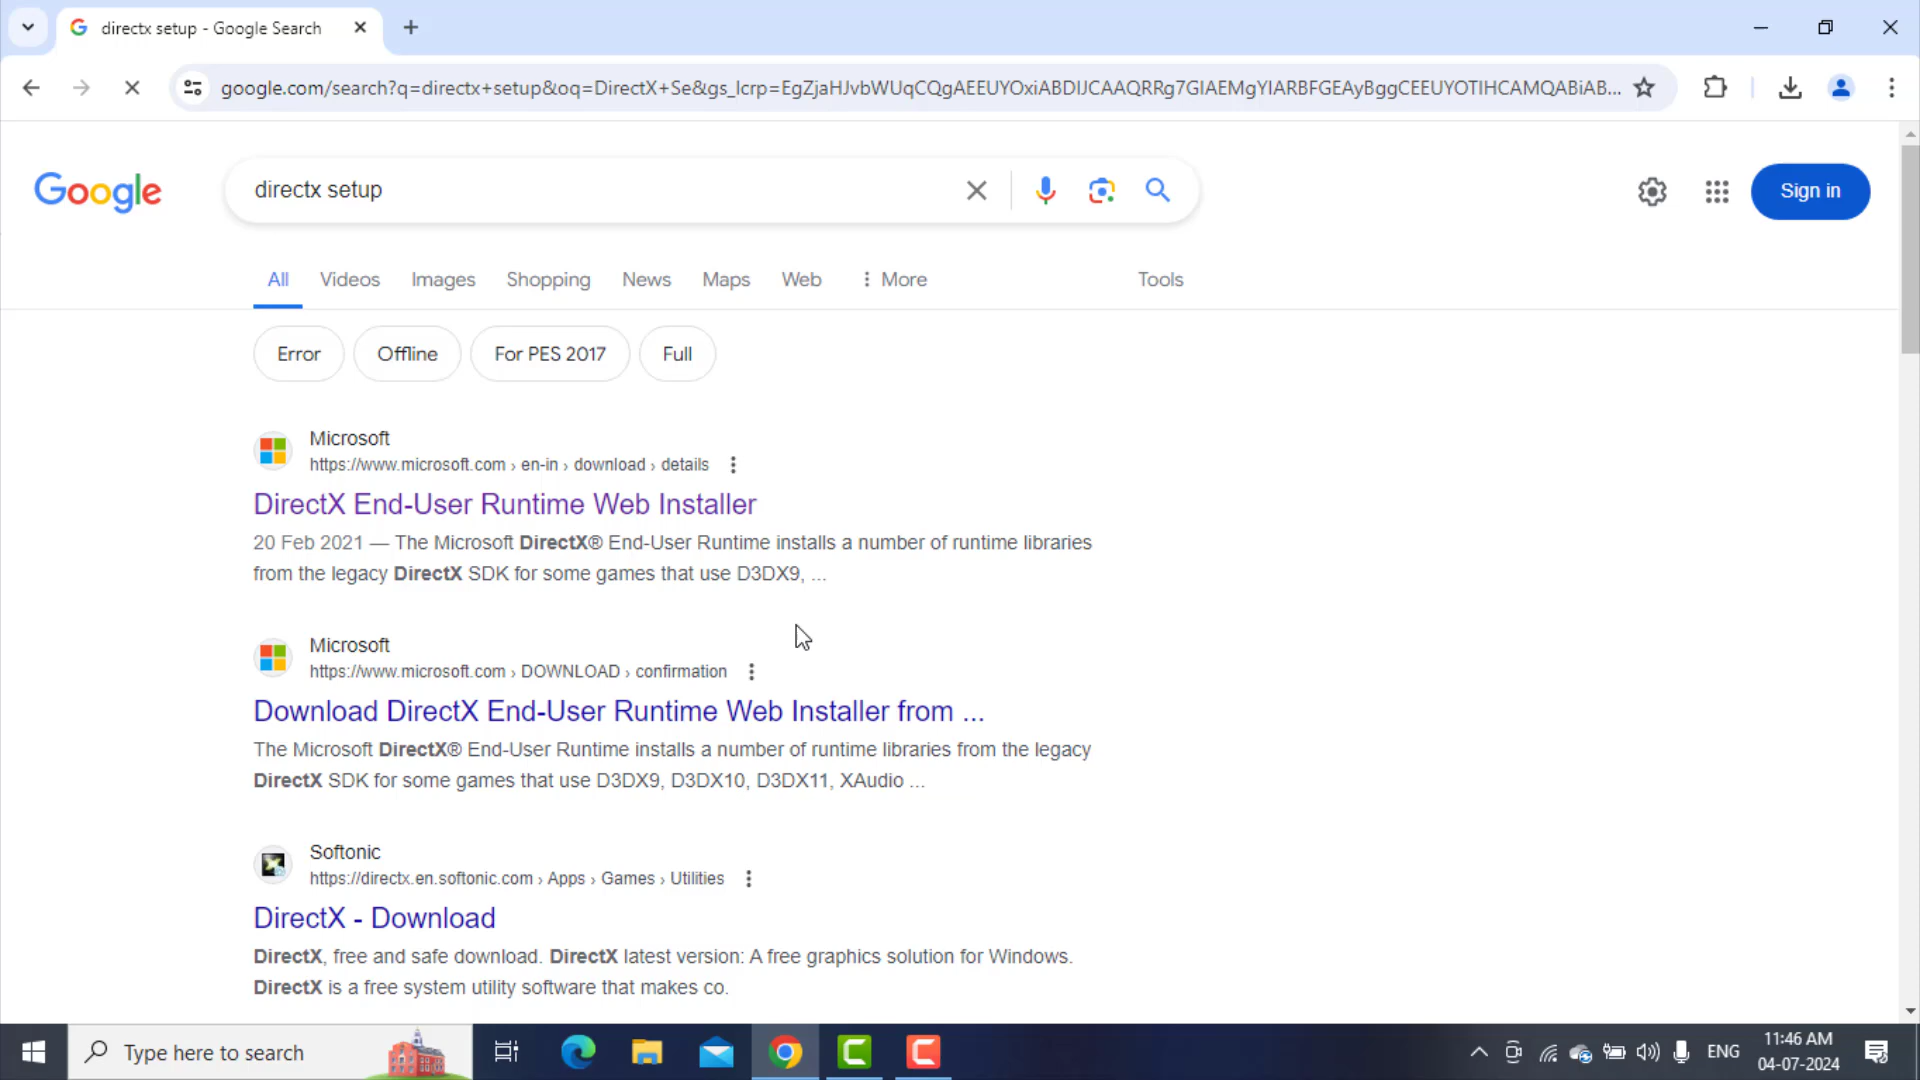 directx setup - Google Search
google.com/search?q=directx+setup&oq=DirectX+Se&gs_lcrp=EgZjaHJvbWUqCQgAEEUYOxiABDIJCAAQRRg7GIAEMgYIARBFGEAyBggCEEUYOTIHCAMQABiAB...
Google
directx setup
Sign in
All Videos Images Shopping News Maps Web More Tools
Error Offline For PES 2017 Full
Microsoft
https://www.microsoft.com › en-in › download › details
DirectX End-User Runtime Web Installer
20 Feb 2021 — The Microsoft DirectX® End-User Runtime installs a number of runtime libraries
from the legacy DirectX SDK for some games that use D3DX9, ...
Microsoft
https://www.microsoft.com › DOWNLOAD › confirmation
Download DirectX End-User Runtime Web Installer from ...
The Microsoft DirectX® End-User Runtime installs a number of runtime libraries from the legacy
DirectX SDK for some games that use D3DX9, D3DX10, D3DX11, XAudio ...
Softonic
https://directx.en.softonic.com › Apps › Games › Utilities
DirectX - Download
DirectX, free and safe download. DirectX latest version: A free graphics solution for Windows.
DirectX is a free system utility software that makes co.
Type here to search
ENG
11:46 AM
04-07-2024